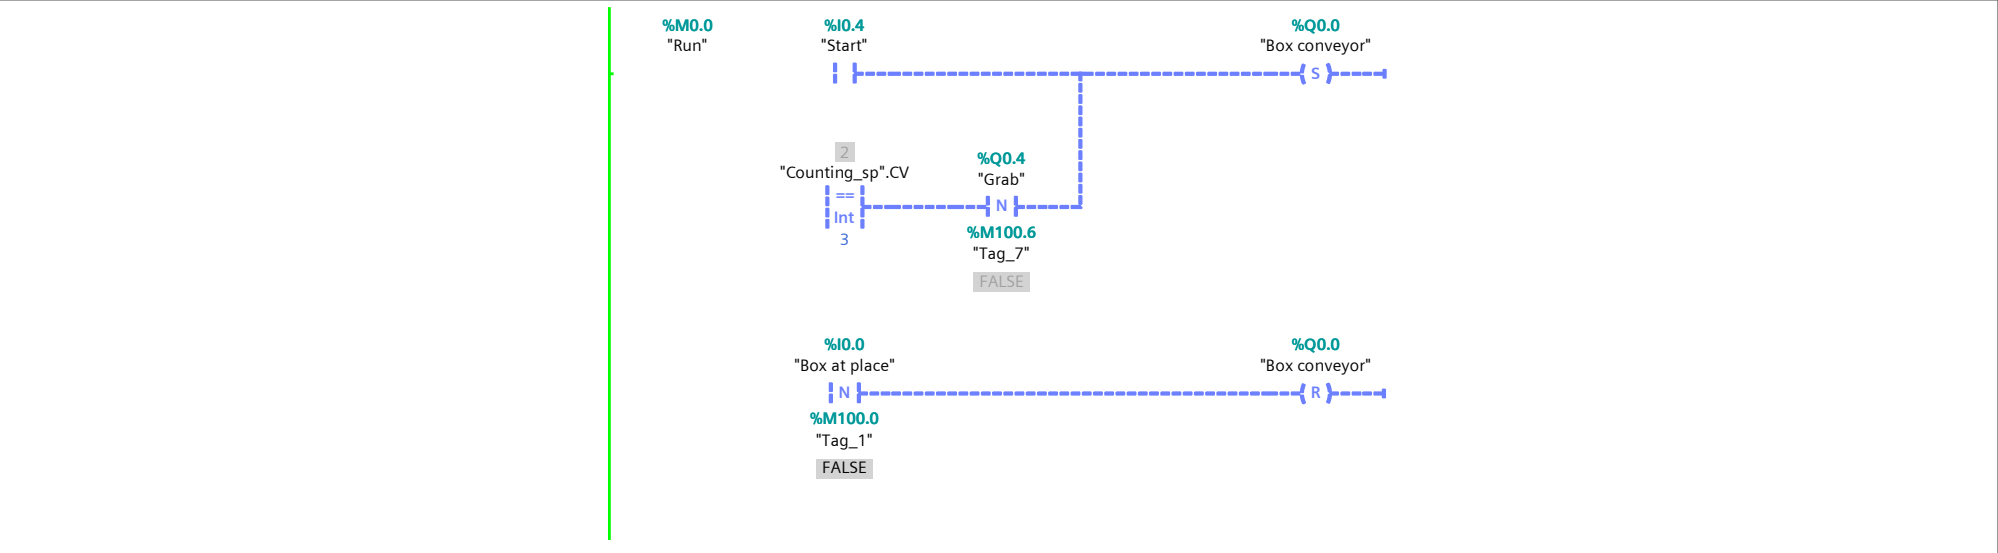 %M0.0 %I0.4 %Q0.0
"Run" "Start" "Box conveyor"
S
2
"Counting_sp".CV
%Q0.4
"Grab"
==
N
Int
3
%M100.6
"Tag_7"
FALSE
%I0.0 %Q0.0
"Box at place" "Box conveyor"
N R
%M100.0
"Tag_1"
FALSE